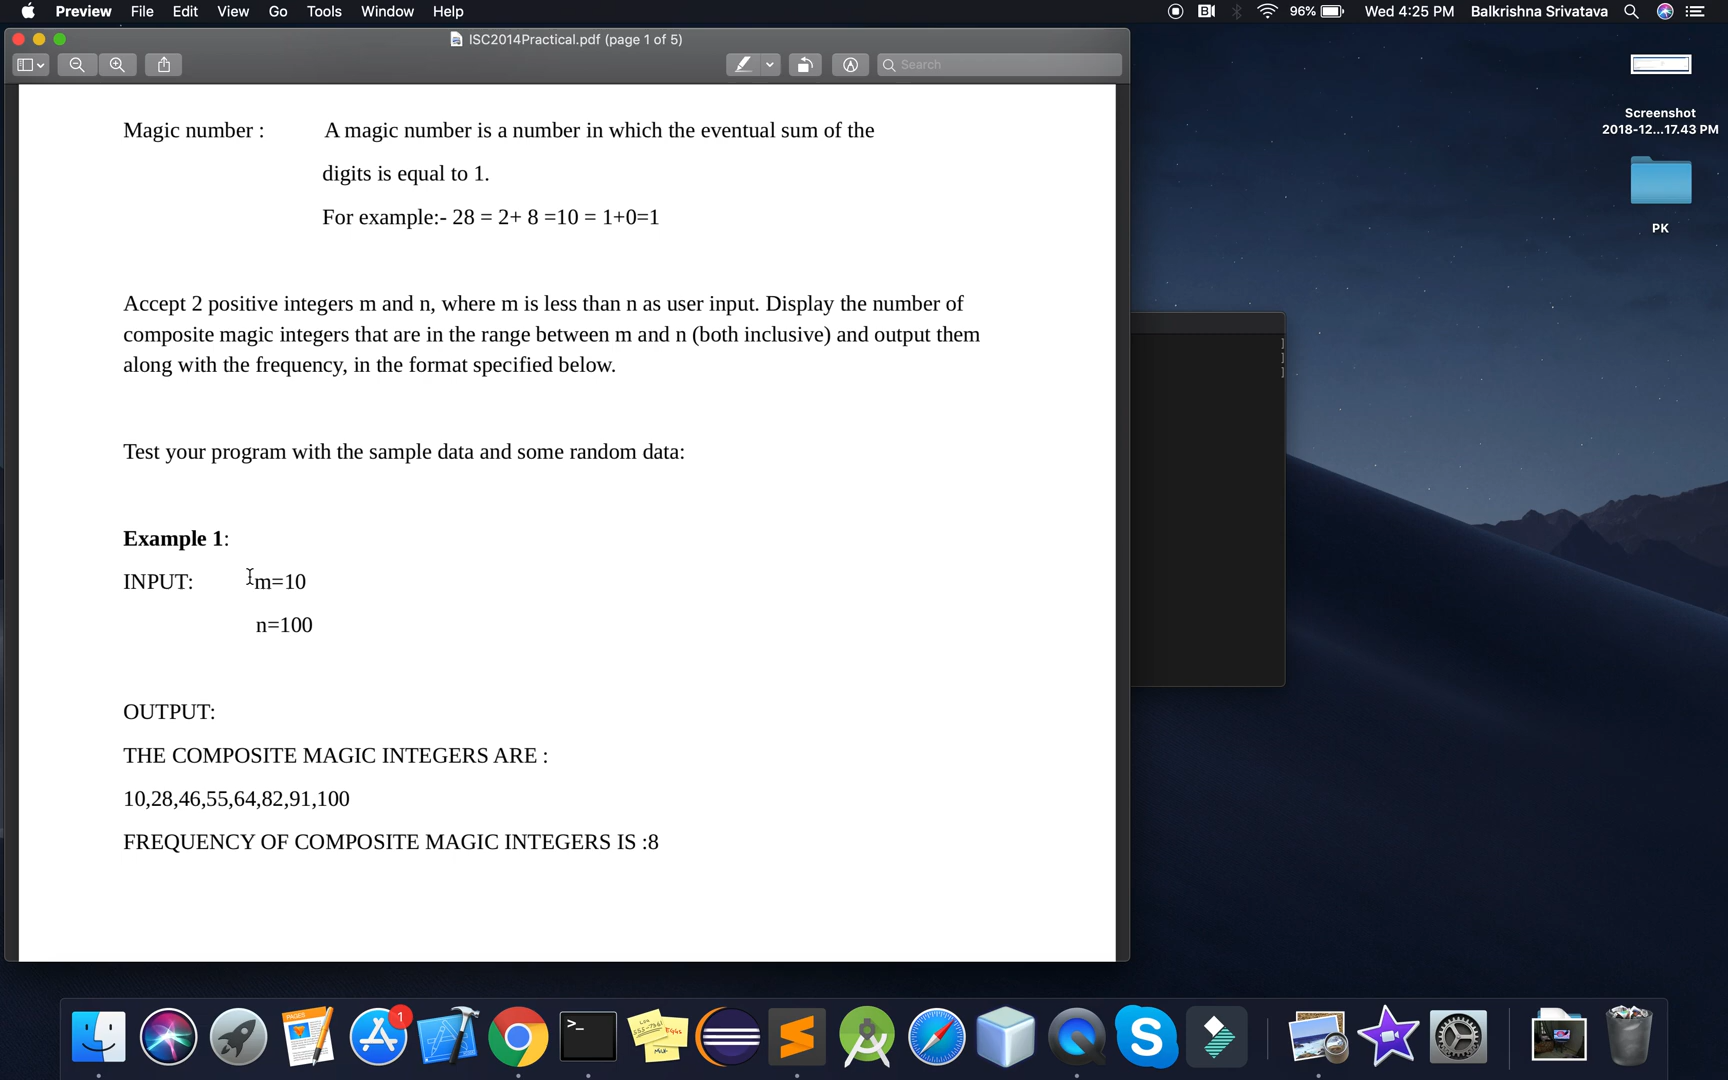 Preview File Edit View Go Tools Window Help 96% Wed 4:25 PM Balkrishna Srivatava
ISC2014Practical.pdf (page 1 of 5)
Search
Magic number : A magic number is a number in which the eventual sum of the
digits is equal to 1.
For example:- 28 = 2+ 8 =10 = 1+0=1
Accept 2 positive integers m and n, where m is less than n as user input. Display the number of
composite magic integers that are in the range between m and n (both inclusive) and output them
along with the frequency, in the format specified below.
Test your program with the sample data and some random data:
Example 1:
INPUT: m=10
n=100
OUTPUT:
THE COMPOSITE MAGIC INTEGERS ARE :
10,28,46,55,64,82,91,100
FREQUENCY OF COMPOSITE MAGIC INTEGERS IS :8
Screenshot
2018-12...17.43 PM
PK
PAGES
1